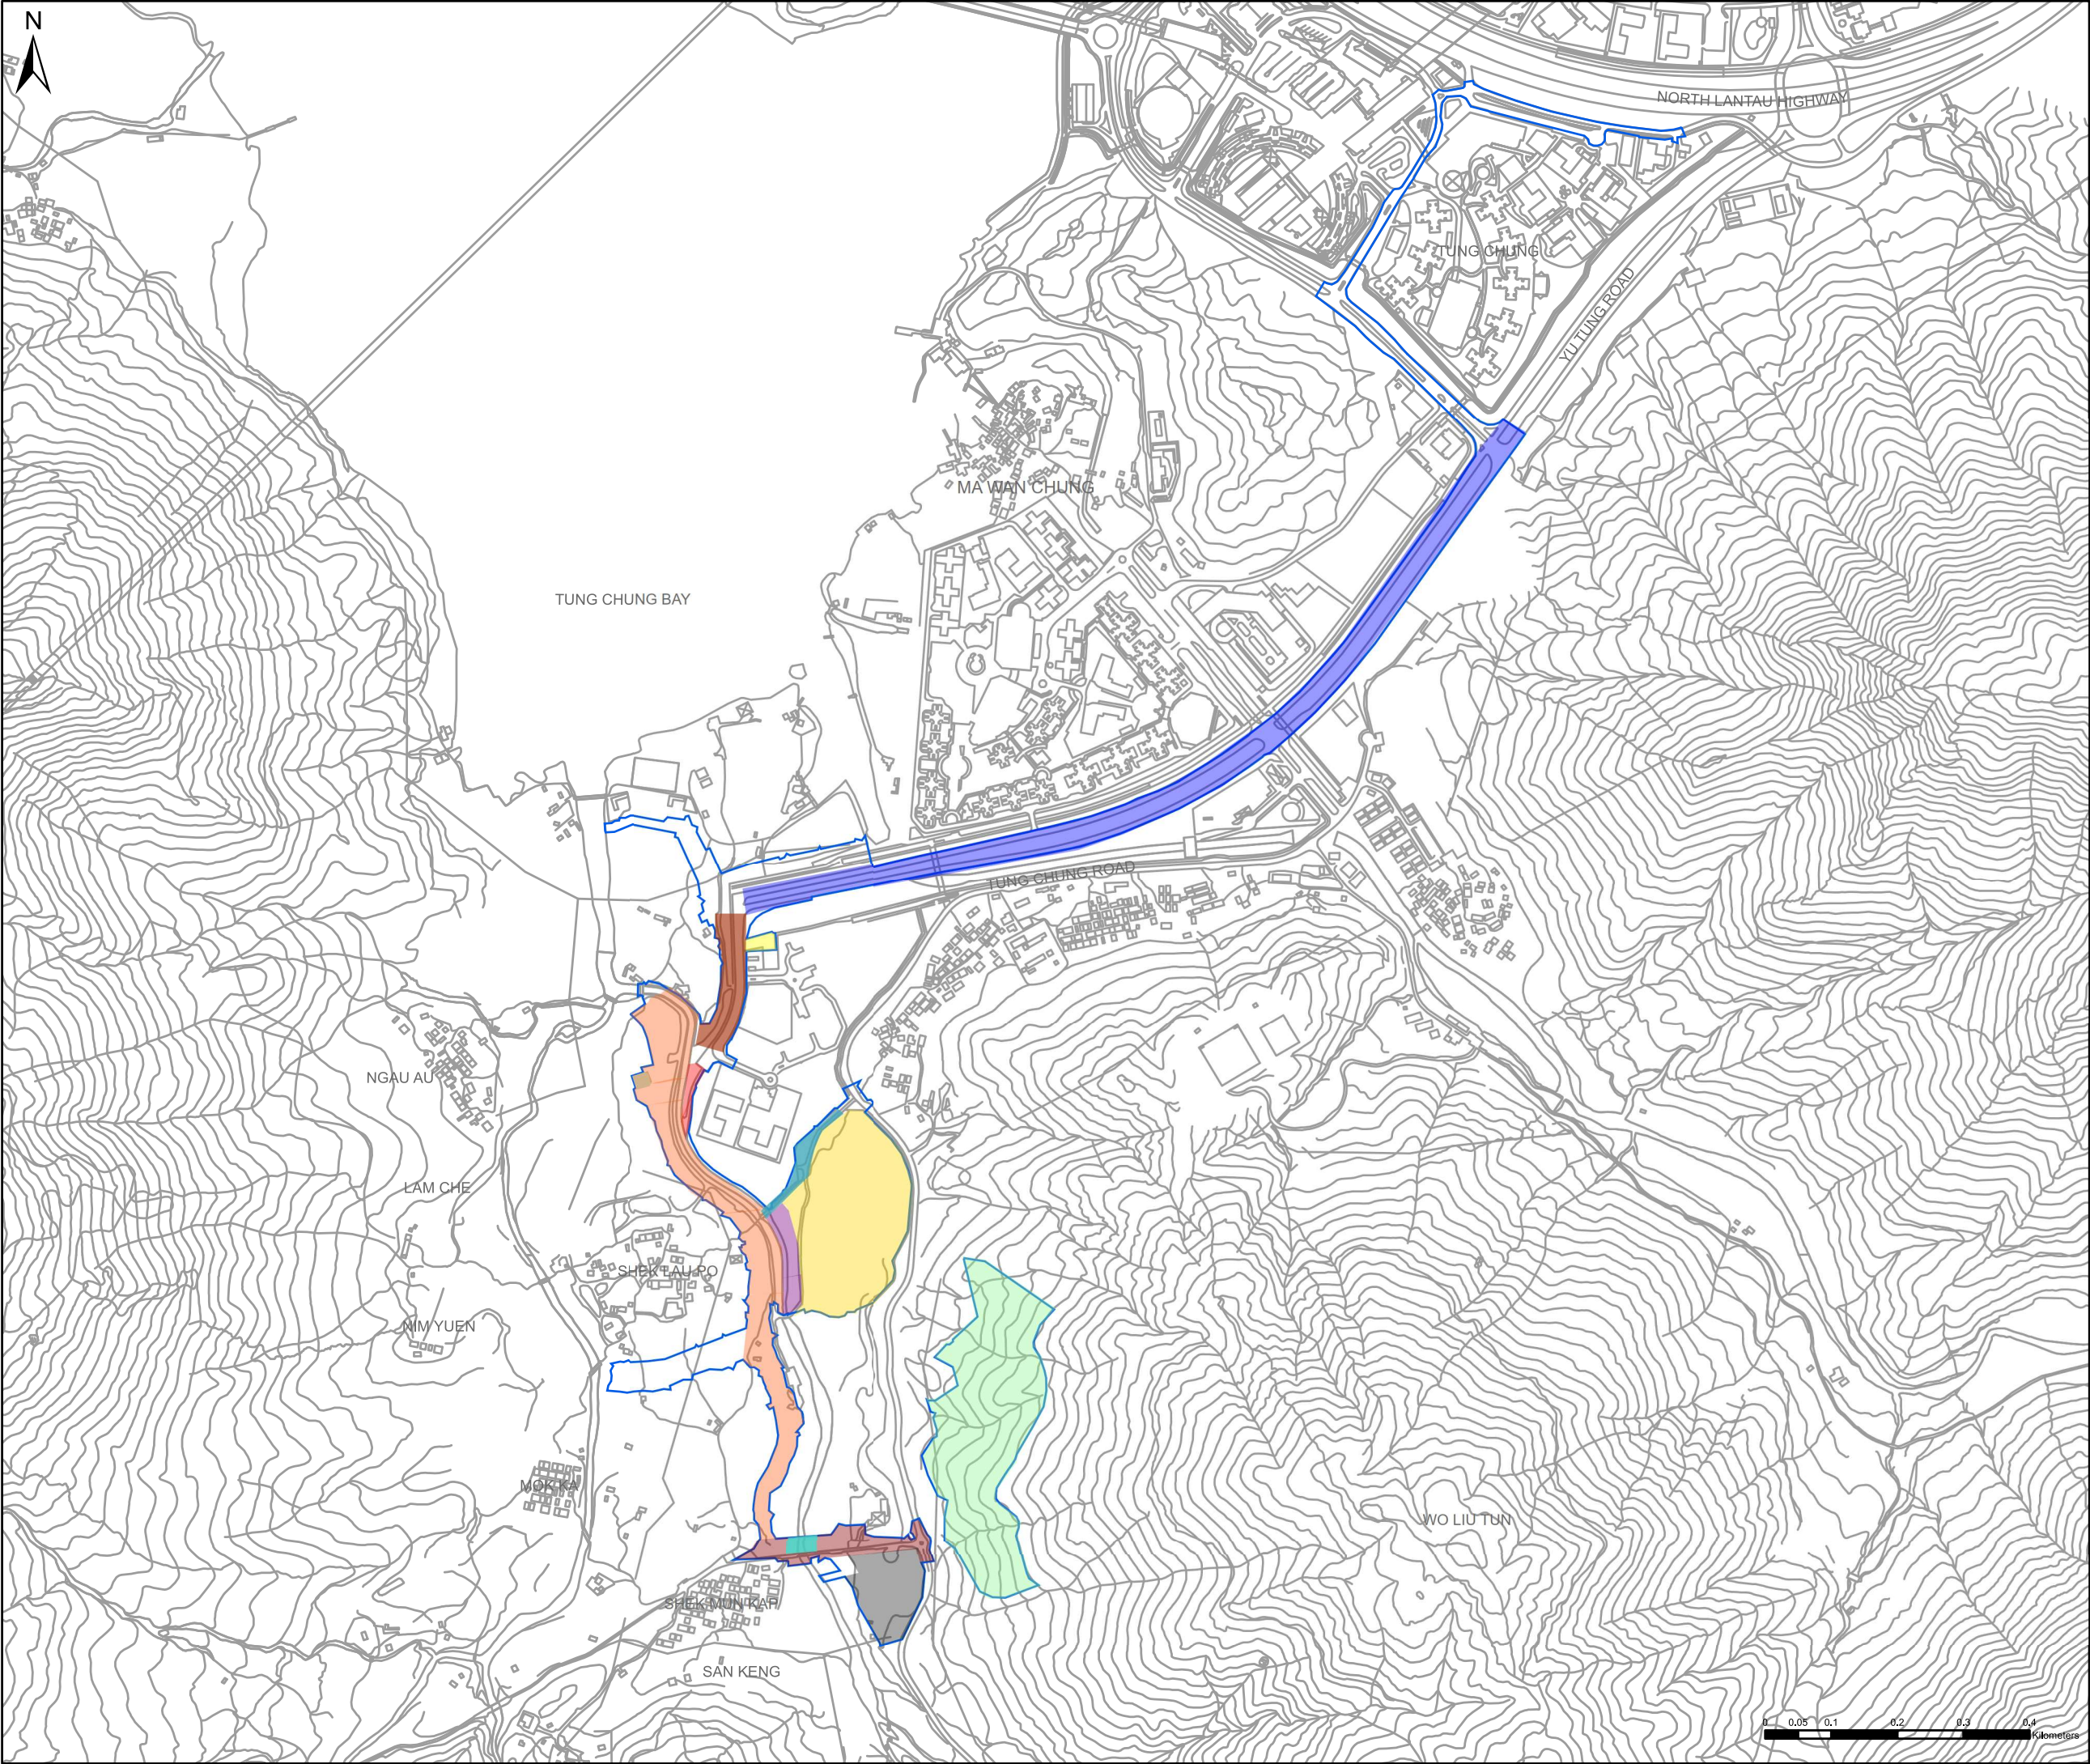 N
NORTH LANTAU HIGHWAY
TUNG CHUNG
YU TUNG ROAD
MA WAN CHUNG
TUNG CHUNG BAY
TUNG CHUNG ROAD
NGAU AU
LAM CHE
SHEK LAU PO
NIM YUEN
MOK KA
WO LIU TUN
SHEK MUN KAP
SAN KENG
0 0.05 0.1 0.2 0.3 0.4
Kilometers